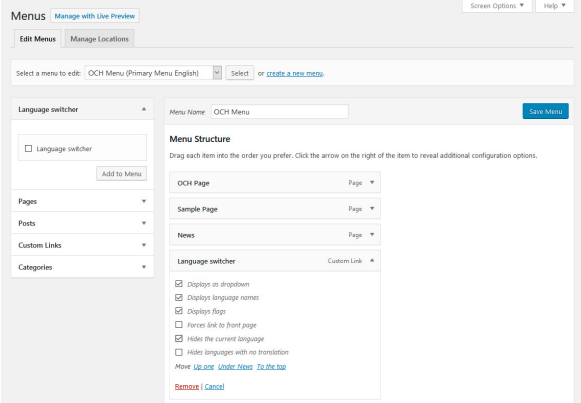 Screen Options ▼ Help ▼
Menus Manage with Live Preview
Edit Menus Manage Locations
Select a menu to edit: OCH Menu (Primary Menu English) Select or create a new menu.
Language switcher
Language switcher
Add to Menu
Pages
Posts
Custom Links
Categories
Menu Name OCH Menu Save Menu
Menu Structure
Drag each item into the order you prefer. Click the arrow on the right of the item to reveal additional configuration options.
OCH Page Page
Sample Page Page
News Page
Language switcher Custom Link
Displays as dropdown
Displays language names
Displays flags
Forces link to front page
Hides the current language
Hides languages with no translation
Move Up one Under News To the top
Remove | Cancel